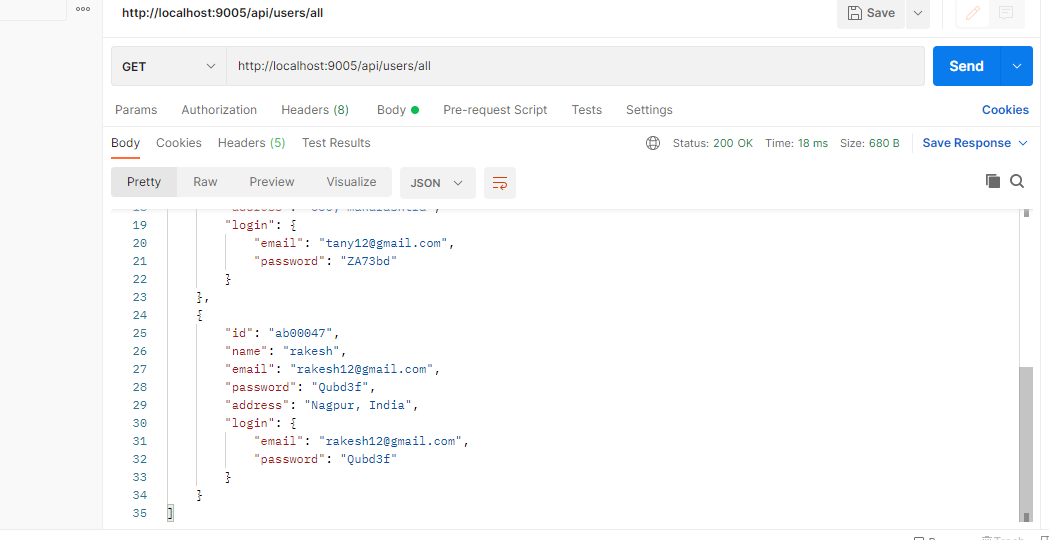 http://localhost:9005/api/users/all
Save
GET
http://localhost:9005/api/users/all
Send
Params Authorization Headers (8) Body Pre-request Script Tests Settings Cookies
Body Cookies Headers (5) Test Results Status: 200 OK Time: 18 ms Size: 680 B Save Response
Pretty Raw Preview Visualize JSON
19 "login": {
20 "email": "tany12@gmail.com",
21 "password": "ZA73bd"
22 }
23 },
24 {
25 "id": "ab00047",
26 "name": "rakesh",
27 "email": "rakesh12@gmail.com",
28 "password": "Qubd3f",
29 "address": "Nagpur, India",
30 "login": {
31 "email": "rakesh12@gmail.com",
32 "password": "Qubd3f"
33 }
34 }
35 ]